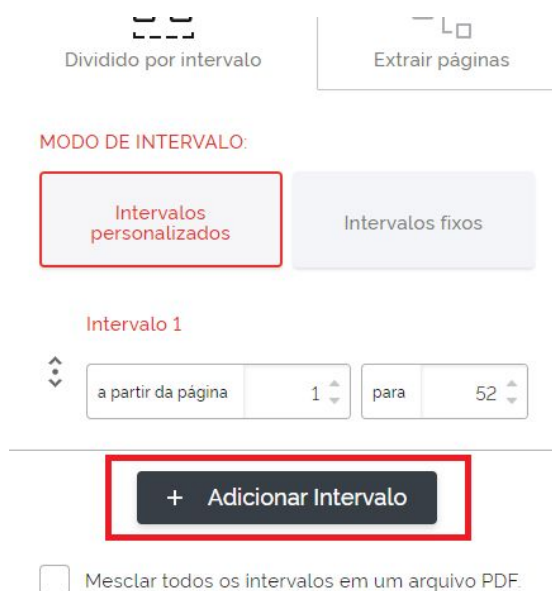 Dividido por intervalo
Extrair páginas
MODO DE INTERVALO:
Intervalos
personalizados
Intervalos fixos
Intervalo 1
a partir da página 1 para 52
+ Adicionar Intervalo
Mesclar todos os intervalos em um arquivo PDF.